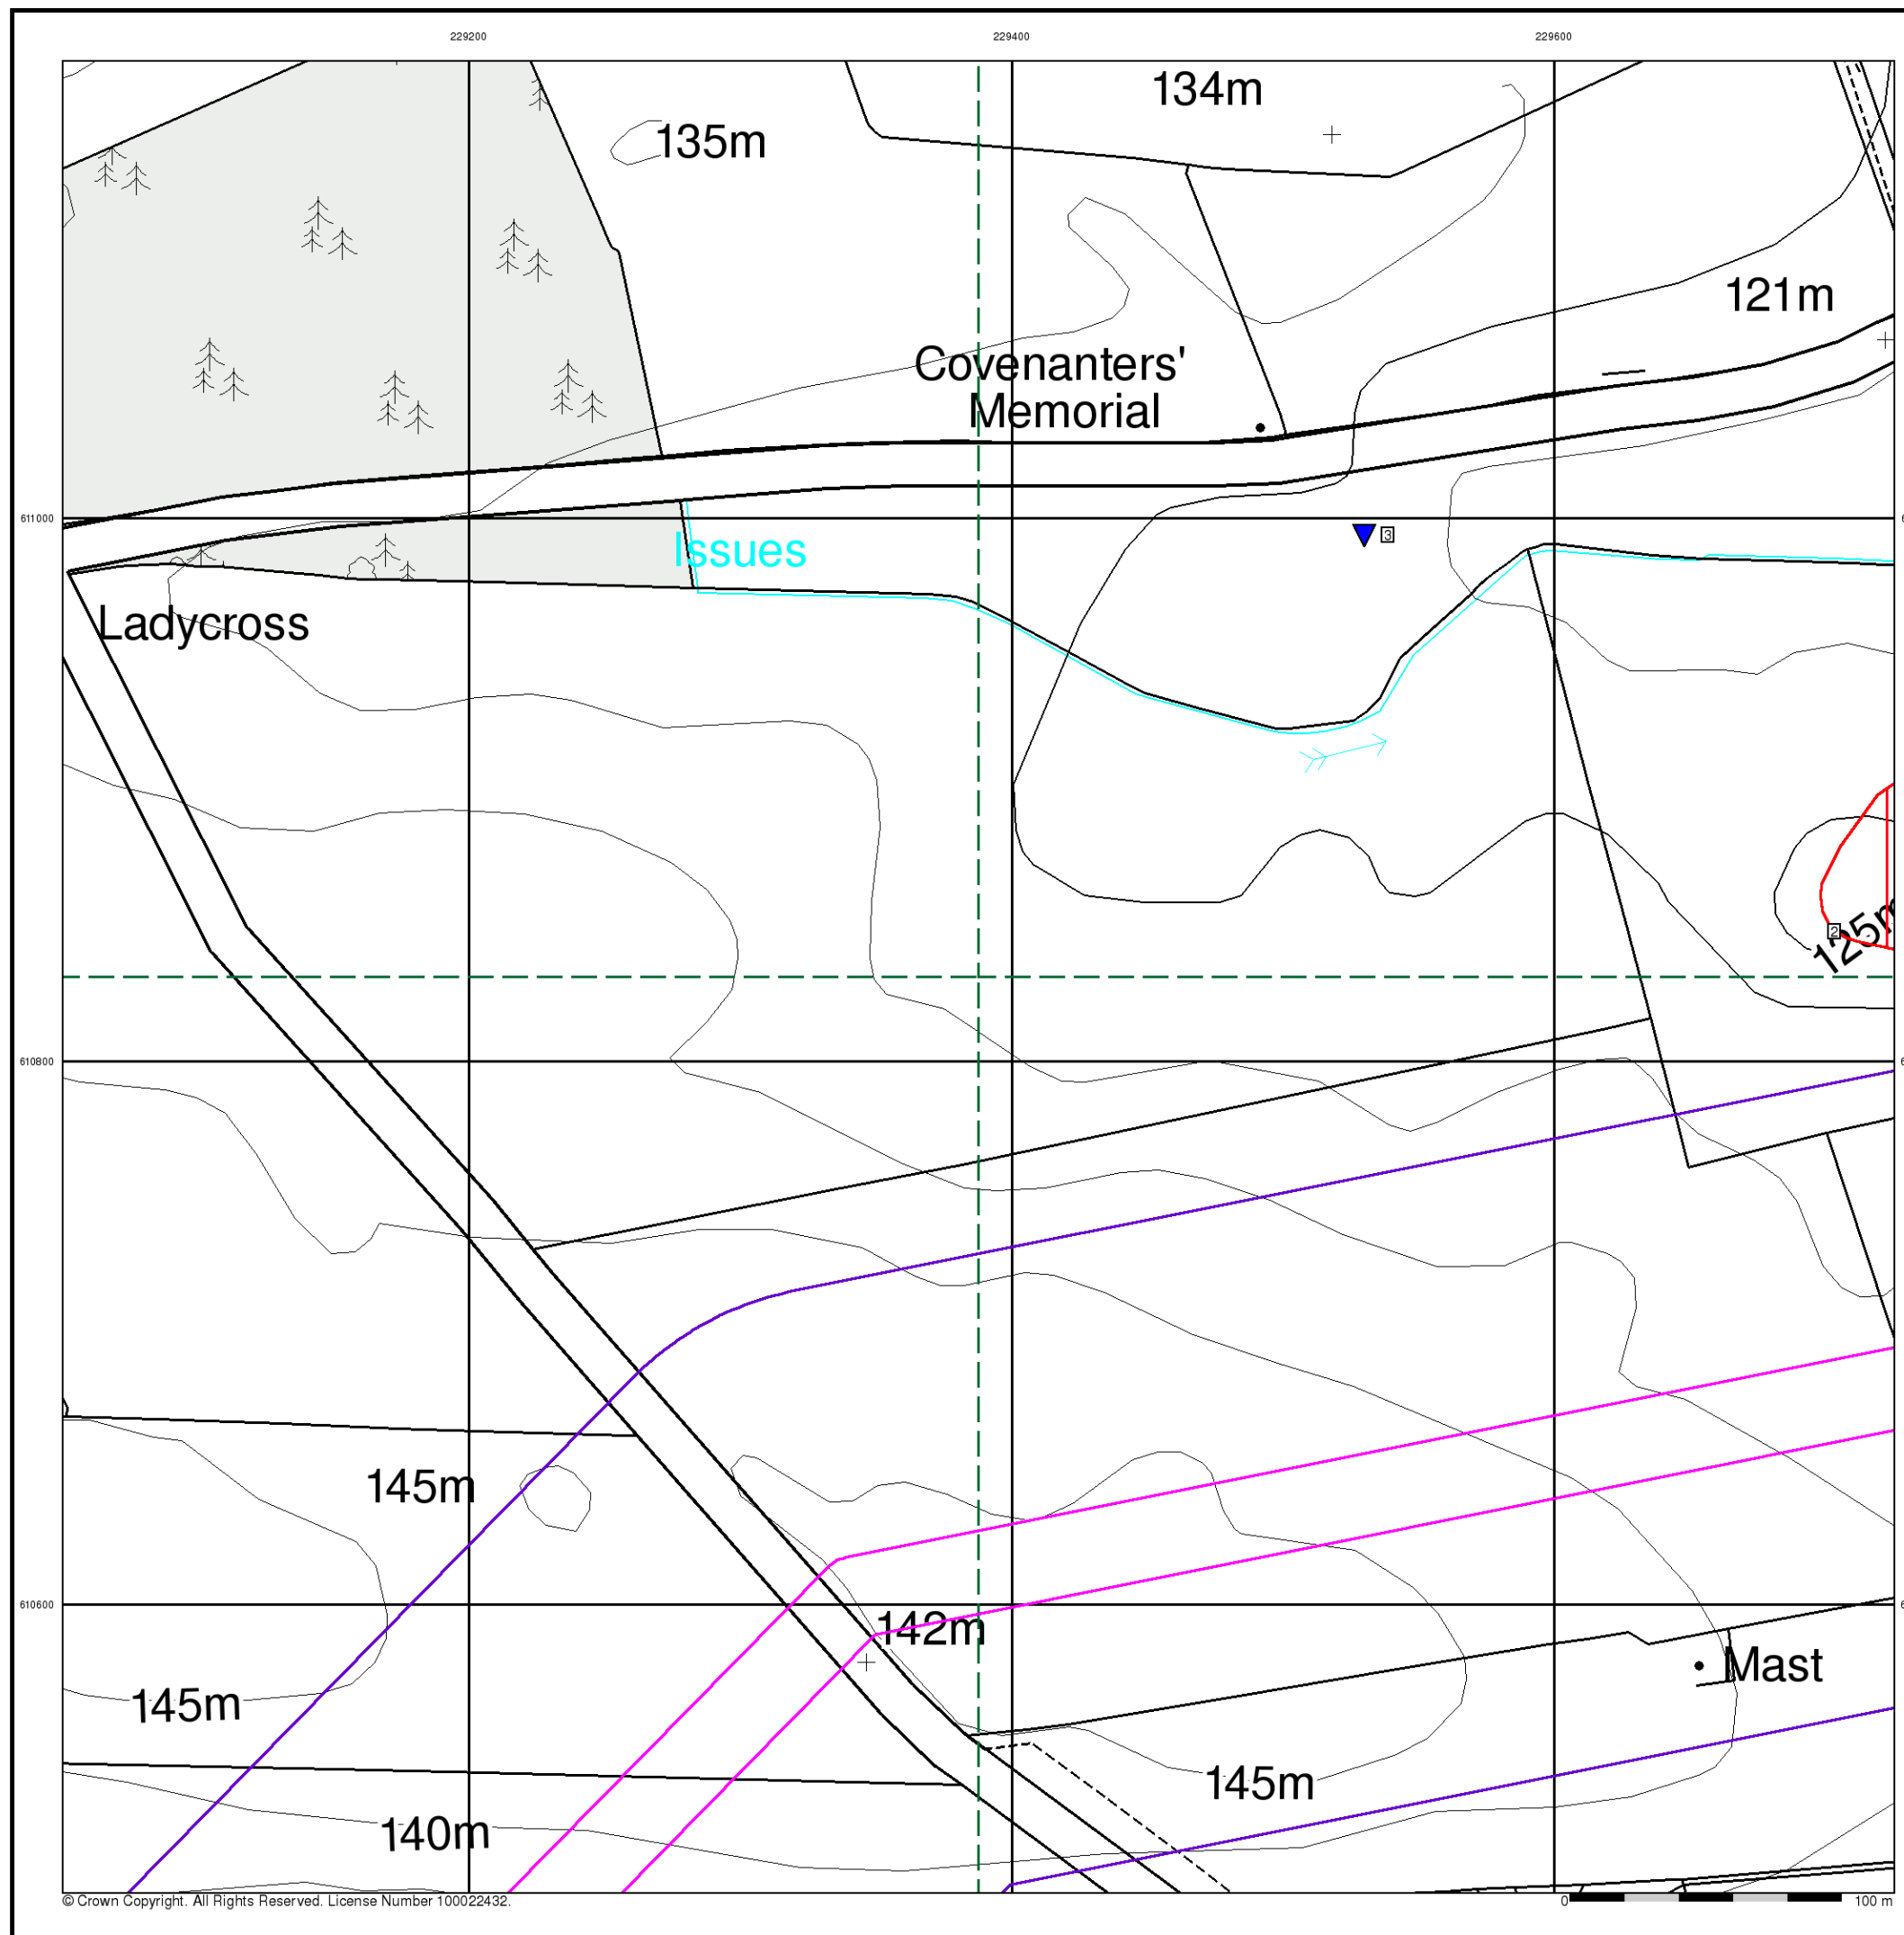 229200
229400
229600
134m
135m
121m
Covenanters'
Memorial
611000
3
Issues
Ladycross
2
125m
610800
145m
610600
142m
Mast
145m
145m
140m
© Crown Copyright. All Rights Reserved. License Number 100022432.
0
100 m